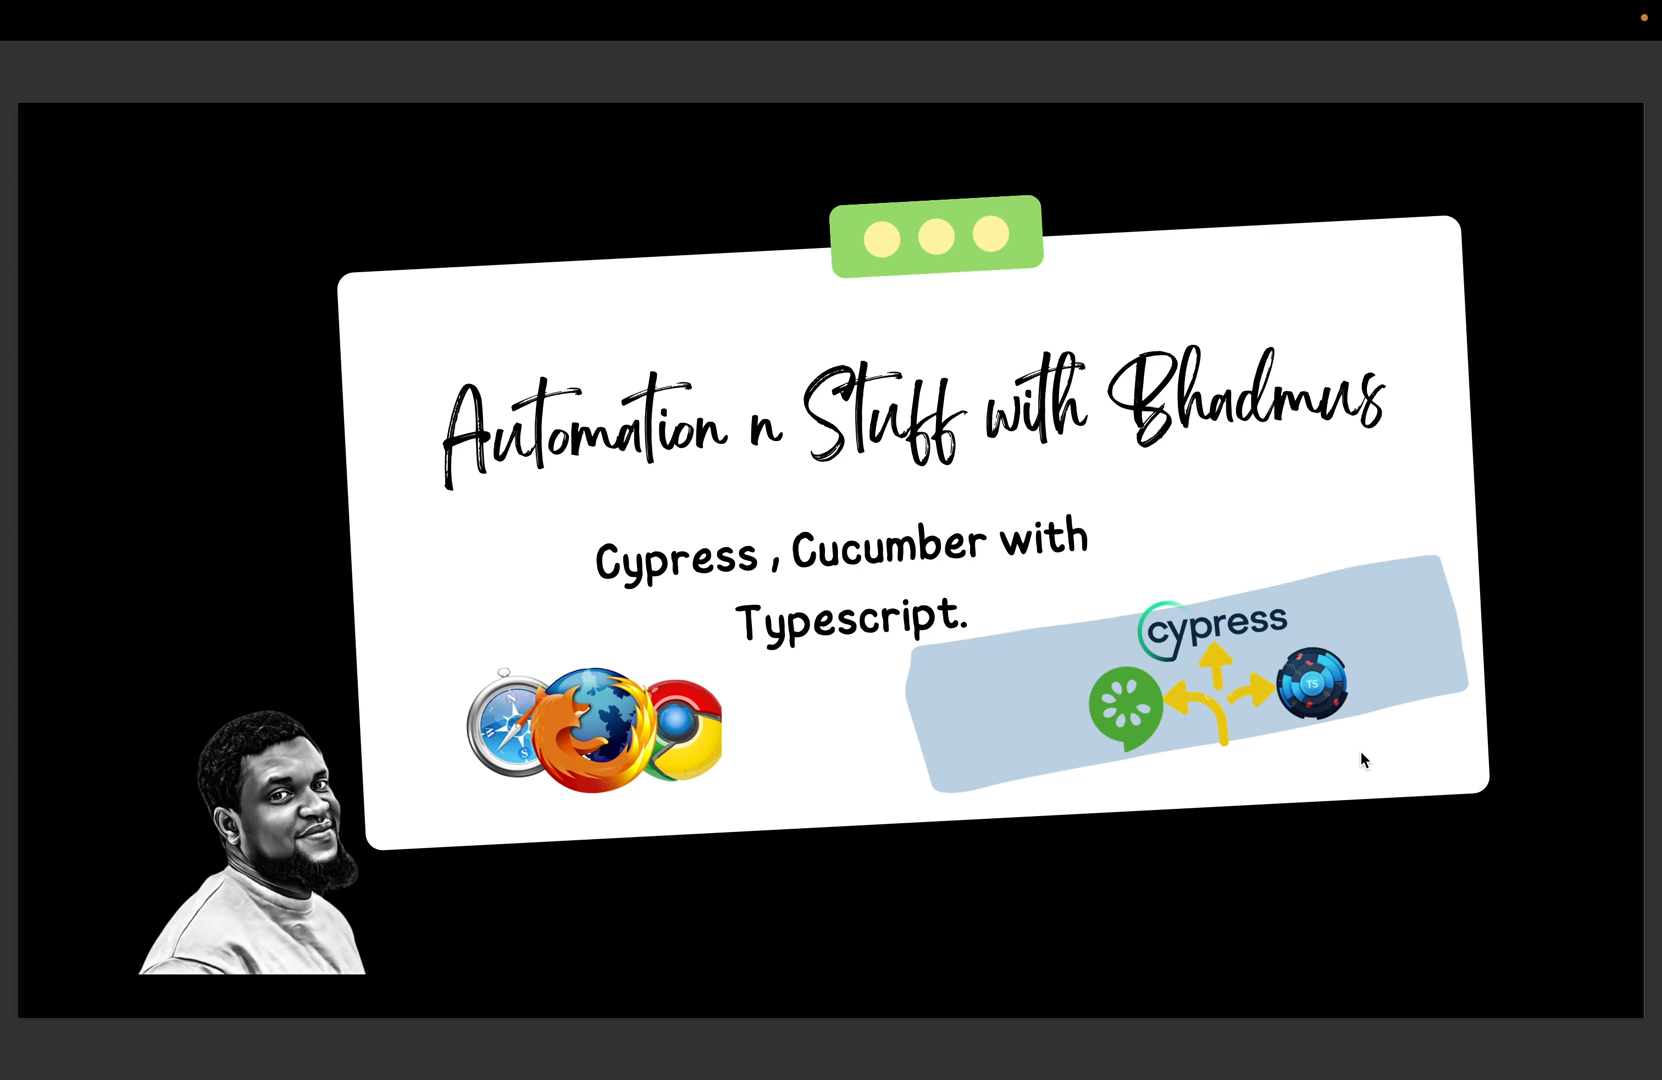 Automation n Stuff with Bhadmus
Cypress , Cucumber with
Typescript.
cypress
TS
N
W
S